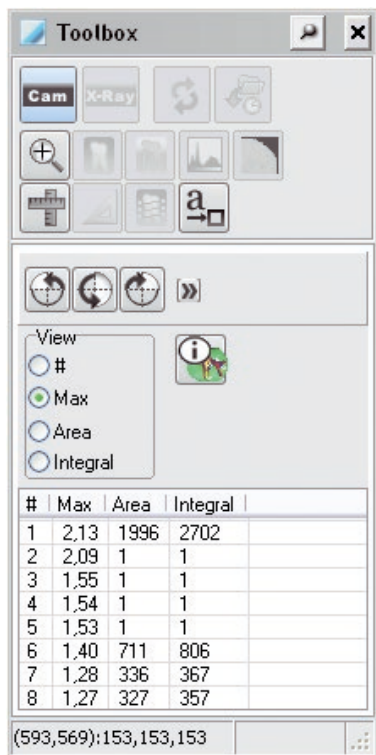 Toolbox
Cam X-Ray
a
View
#
Max
Area
Integral
# Max Area Integral
1 2,13 1996 2702
2 2,09 1 1
3 1,55 1 1
4 1,54 1 1
5 1,53 1 1
6 1,40 711 806
7 1,28 336 367
8 1,27 327 357
(593,569):153,153,153